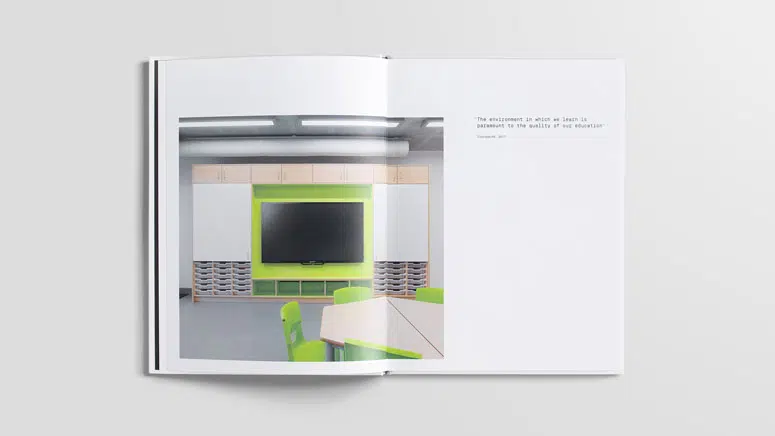 'The environment in which we learn is
paramount to the quality of our education'